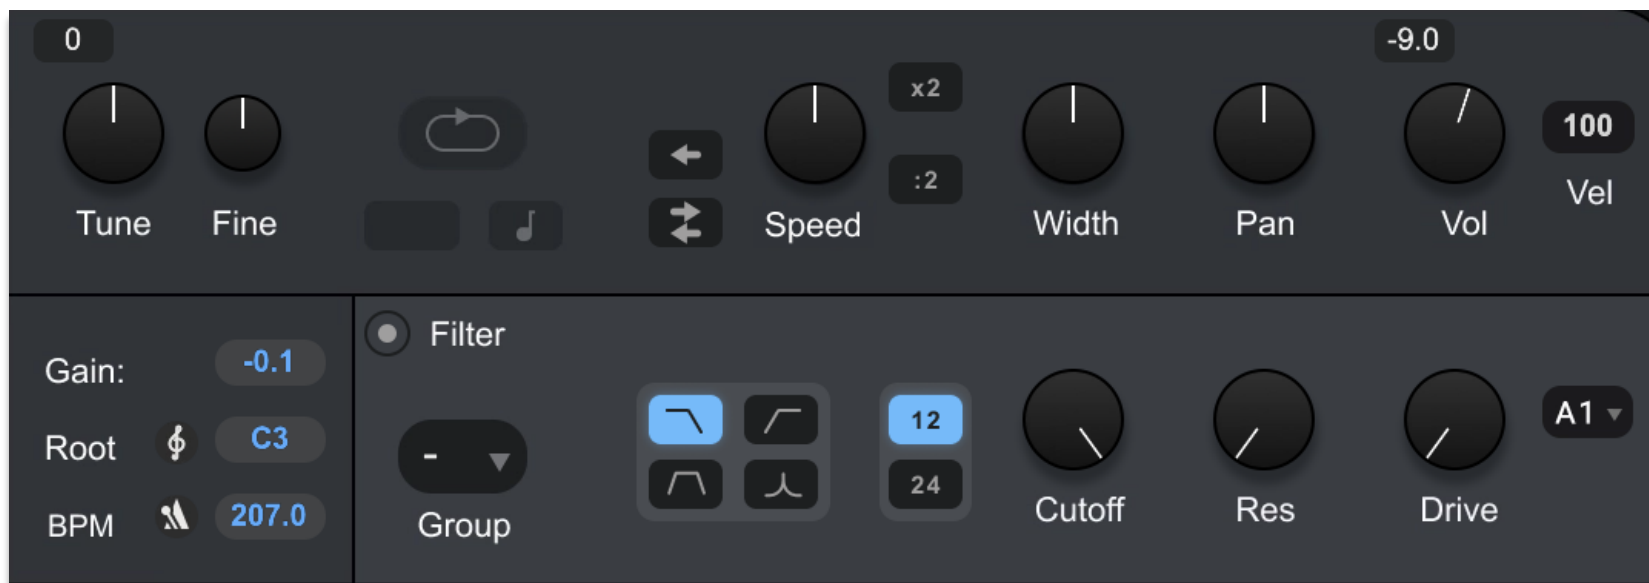 0
-9.0
x2
:2
100
Tune
Fine
Speed
Width
Pan
Vol
Vel
Gain:
-0.1
Root
C3
BPM
207.0
Filter
-
Group
12
24
Cutoff
Res
Drive
A1